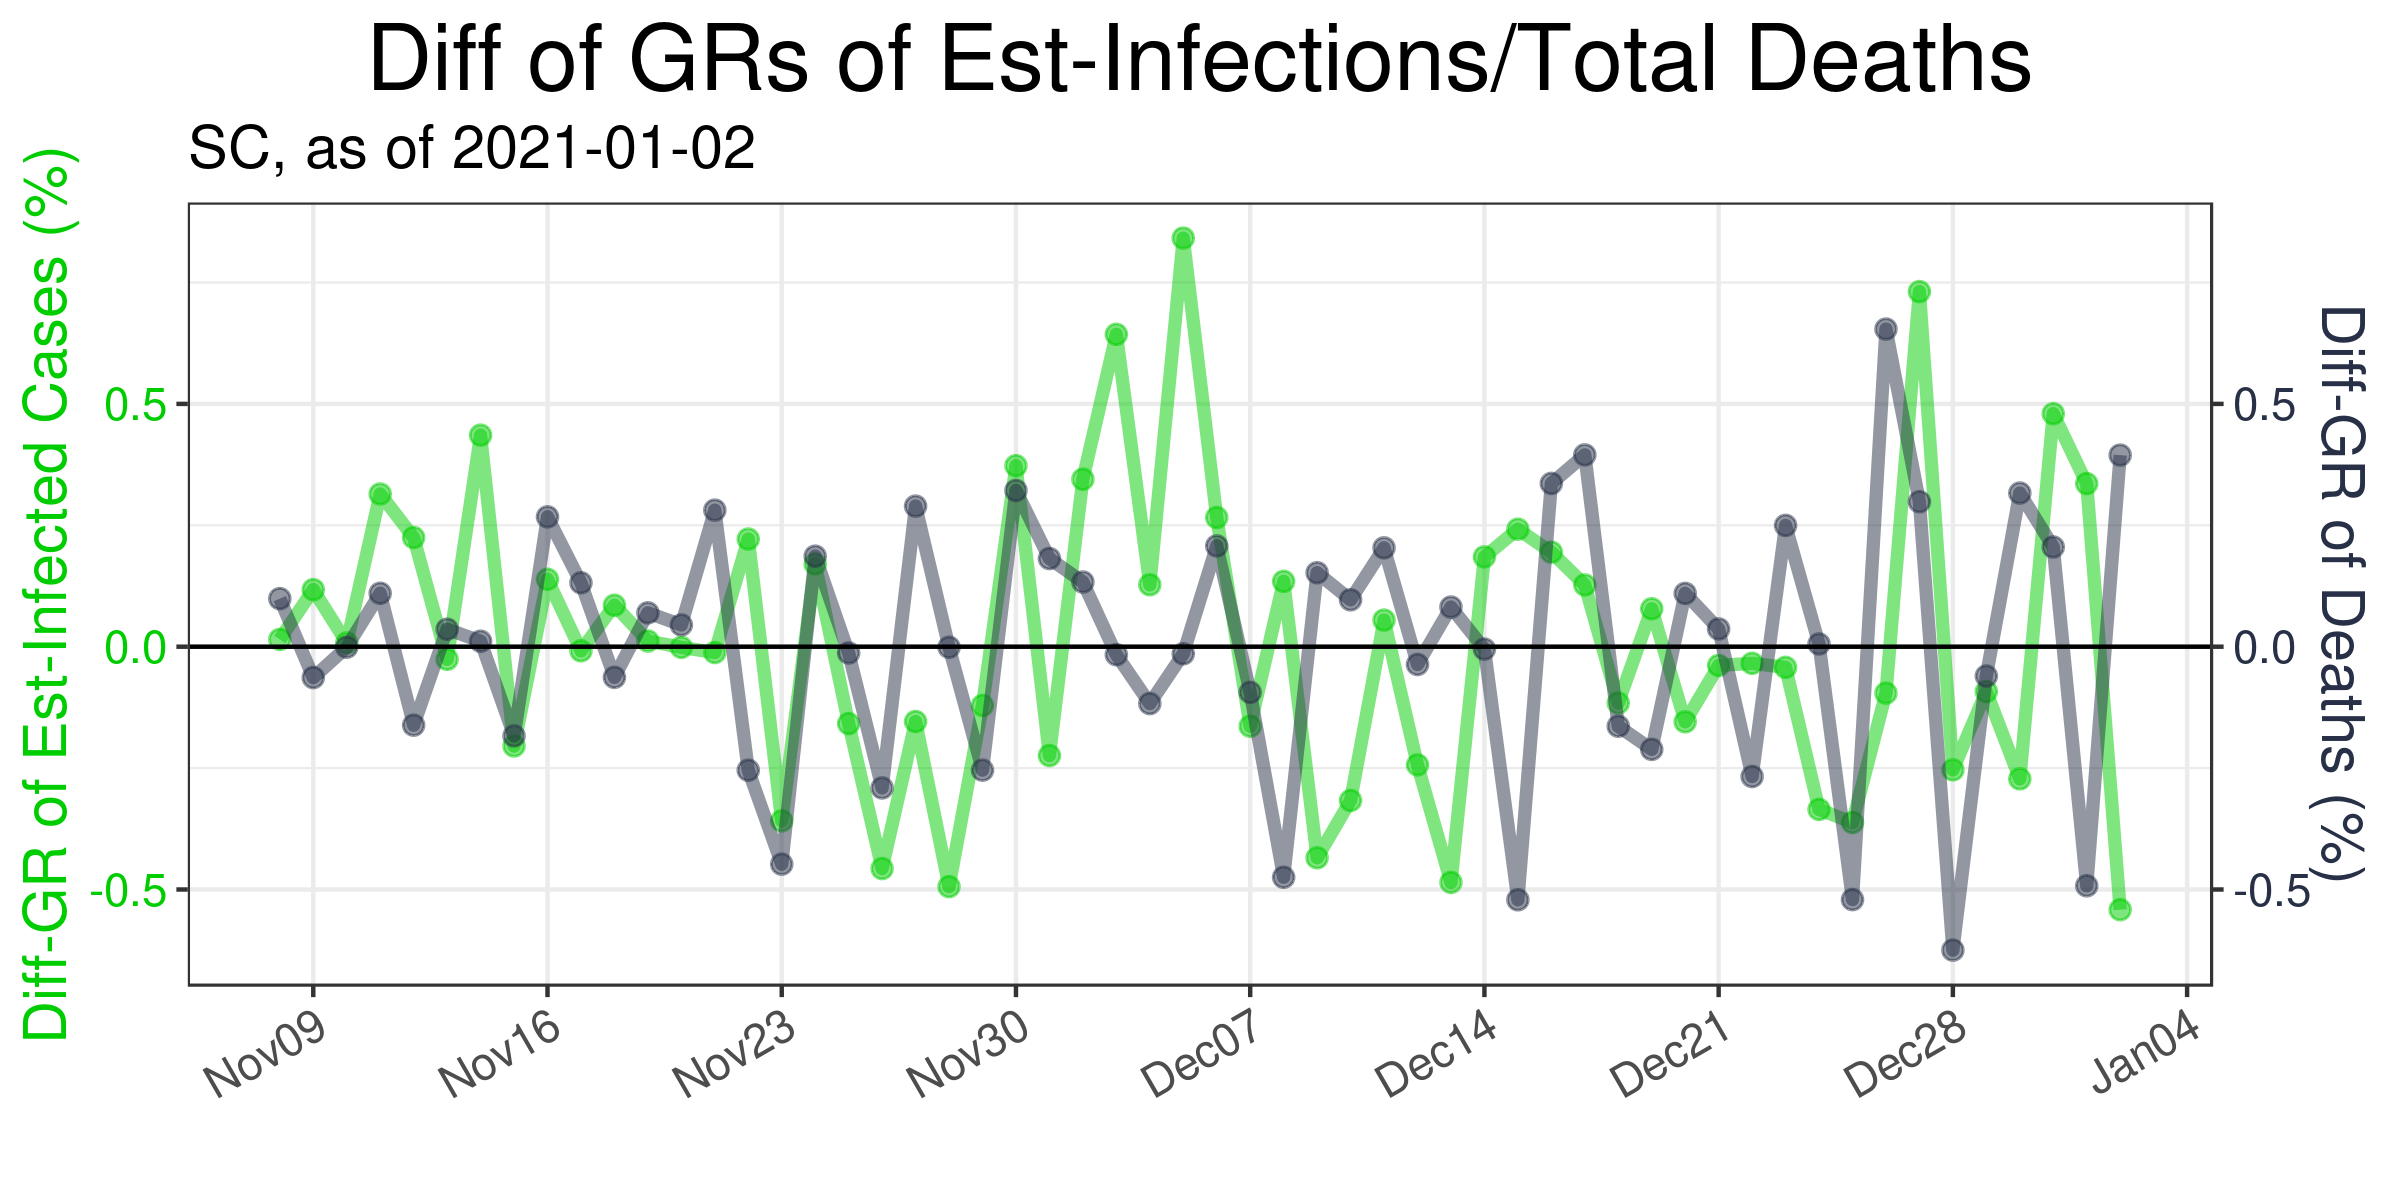 Diff of GRs of Est-Infections/Total Deaths
SC, as of 2021-01-02
Diff-GR of Est-Infected Cases (%)
0.5
0.0
-0.5
0.5
0.0
-0.5
Diff-GR of Deaths (%)
Nov09
Nov16
Nov23
Nov30
Dec07
Dec14
Dec21
Dec28
Jan04